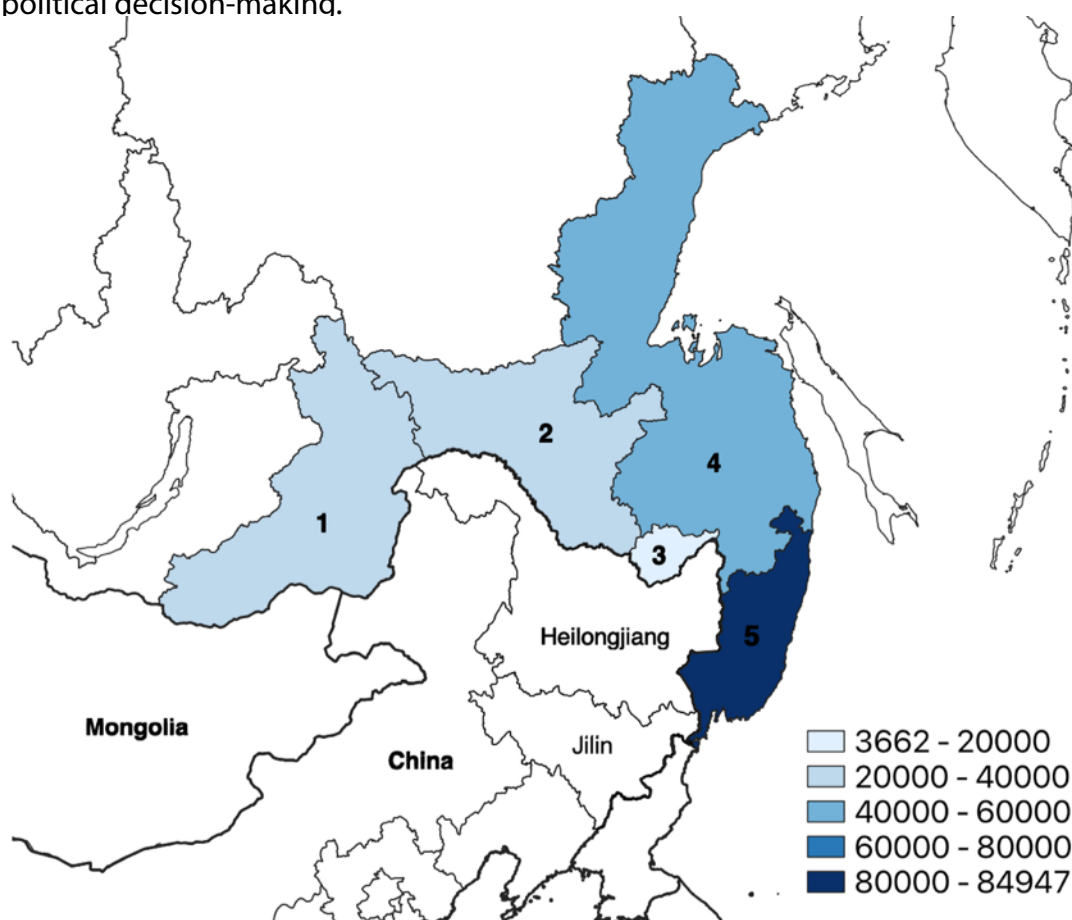 political decision-making.
2
4
1
3
5
Heilongjiang
Mongolia
Jilin
China
3662 - 20000
20000 - 40000
40000 - 60000
60000 - 80000
80000 - 84947